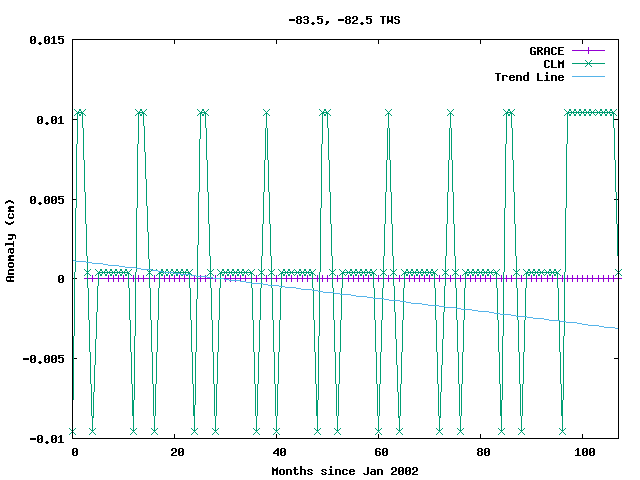 -83.5, -82.5 TWS
0.015
GRACE
CLM
Trend Line
0.01
0.005
Anomaly (cm)
0
-0.005
-0.01
0 20 40 60 80 100
Months since Jan 2002